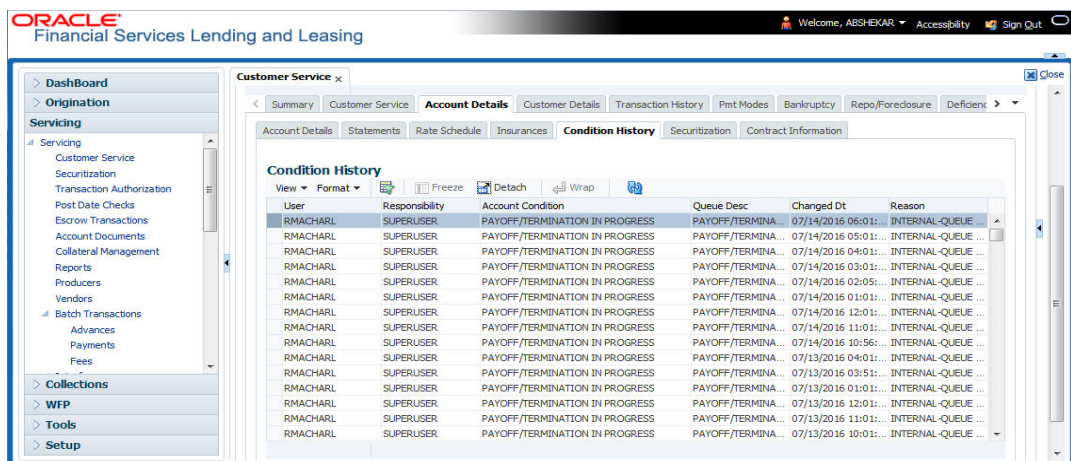 ORACLE
Financial Services Lending and Leasing
Welcome, ABSHEKAR Accessibility Sign Out
Close
DashBoard
Origination
Servicing
Servicing
Customer Service
Securitization
Transaction Authorization
Post Date Checks
Escrow Transactions
Account Documents
Collateral Management
Reports
Producers
Vendors
Batch Transactions
Advances
Payments
Fees
Collections
WFP
Tools
Setup
Customer Service x
Summary Customer Service Account Details Customer Details Transaction History Pmt Modes Bankruptcy Repo/Foreclosure Deficienc
Account Details Statements Rate Schedule Insurances Condition History Securitization Contract Information
Condition History
View Format Freeze Detach Wrap
User Responsibility Account Condition Queue Desc Changed Dt Reason
RMACHARL SUPERUSER PAYOFF/TERMINATION IN PROGRESS PAYOFF/TERMINA... 07/14/2016 06:01:... INTERNAL-QUEUE ...
RMACHARL SUPERUSER PAYOFF/TERMINATION IN PROGRESS PAYOFF/TERMINA... 07/14/2016 05:01:... INTERNAL-QUEUE ...
RMACHARL SUPERUSER PAYOFF/TERMINATION IN PROGRESS PAYOFF/TERMINA... 07/14/2016 04:01:... INTERNAL-QUEUE ...
RMACHARL SUPERUSER PAYOFF/TERMINATION IN PROGRESS PAYOFF/TERMINA... 07/14/2016 03:01:... INTERNAL-QUEUE ...
RMACHARL SUPERUSER PAYOFF/TERMINATION IN PROGRESS PAYOFF/TERMINA... 07/14/2016 02:05:... INTERNAL-QUEUE ...
RMACHARL SUPERUSER PAYOFF/TERMINATION IN PROGRESS PAYOFF/TERMINA... 07/14/2016 01:01:... INTERNAL-QUEUE ...
RMACHARL SUPERUSER PAYOFF/TERMINATION IN PROGRESS PAYOFF/TERMINA... 07/14/2016 12:01:... INTERNAL-QUEUE ...
RMACHARL SUPERUSER PAYOFF/TERMINATION IN PROGRESS PAYOFF/TERMINA... 07/14/2016 11:01:... INTERNAL-QUEUE ...
RMACHARL SUPERUSER PAYOFF/TERMINATION IN PROGRESS PAYOFF/TERMINA... 07/14/2016 10:56:... INTERNAL-QUEUE ...
RMACHARL SUPERUSER PAYOFF/TERMINATION IN PROGRESS PAYOFF/TERMINA... 07/13/2016 04:01:... INTERNAL-QUEUE ...
RMACHARL SUPERUSER PAYOFF/TERMINATION IN PROGRESS PAYOFF/TERMINA... 07/13/2016 03:51:... INTERNAL-QUEUE ...
RMACHARL SUPERUSER PAYOFF/TERMINATION IN PROGRESS PAYOFF/TERMINA... 07/13/2016 01:01:... INTERNAL-QUEUE ...
RMACHARL SUPERUSER PAYOFF/TERMINATION IN PROGRESS PAYOFF/TERMINA... 07/13/2016 12:01:... INTERNAL-QUEUE ...
RMACHARL SUPERUSER PAYOFF/TERMINATION IN PROGRESS PAYOFF/TERMINA... 07/13/2016 11:01:... INTERNAL-QUEUE ...
RMACHARL SUPERUSER PAYOFF/TERMINATION IN PROGRESS PAYOFF/TERMINA... 07/13/2016 10:01:... INTERNAL-QUEUE ...